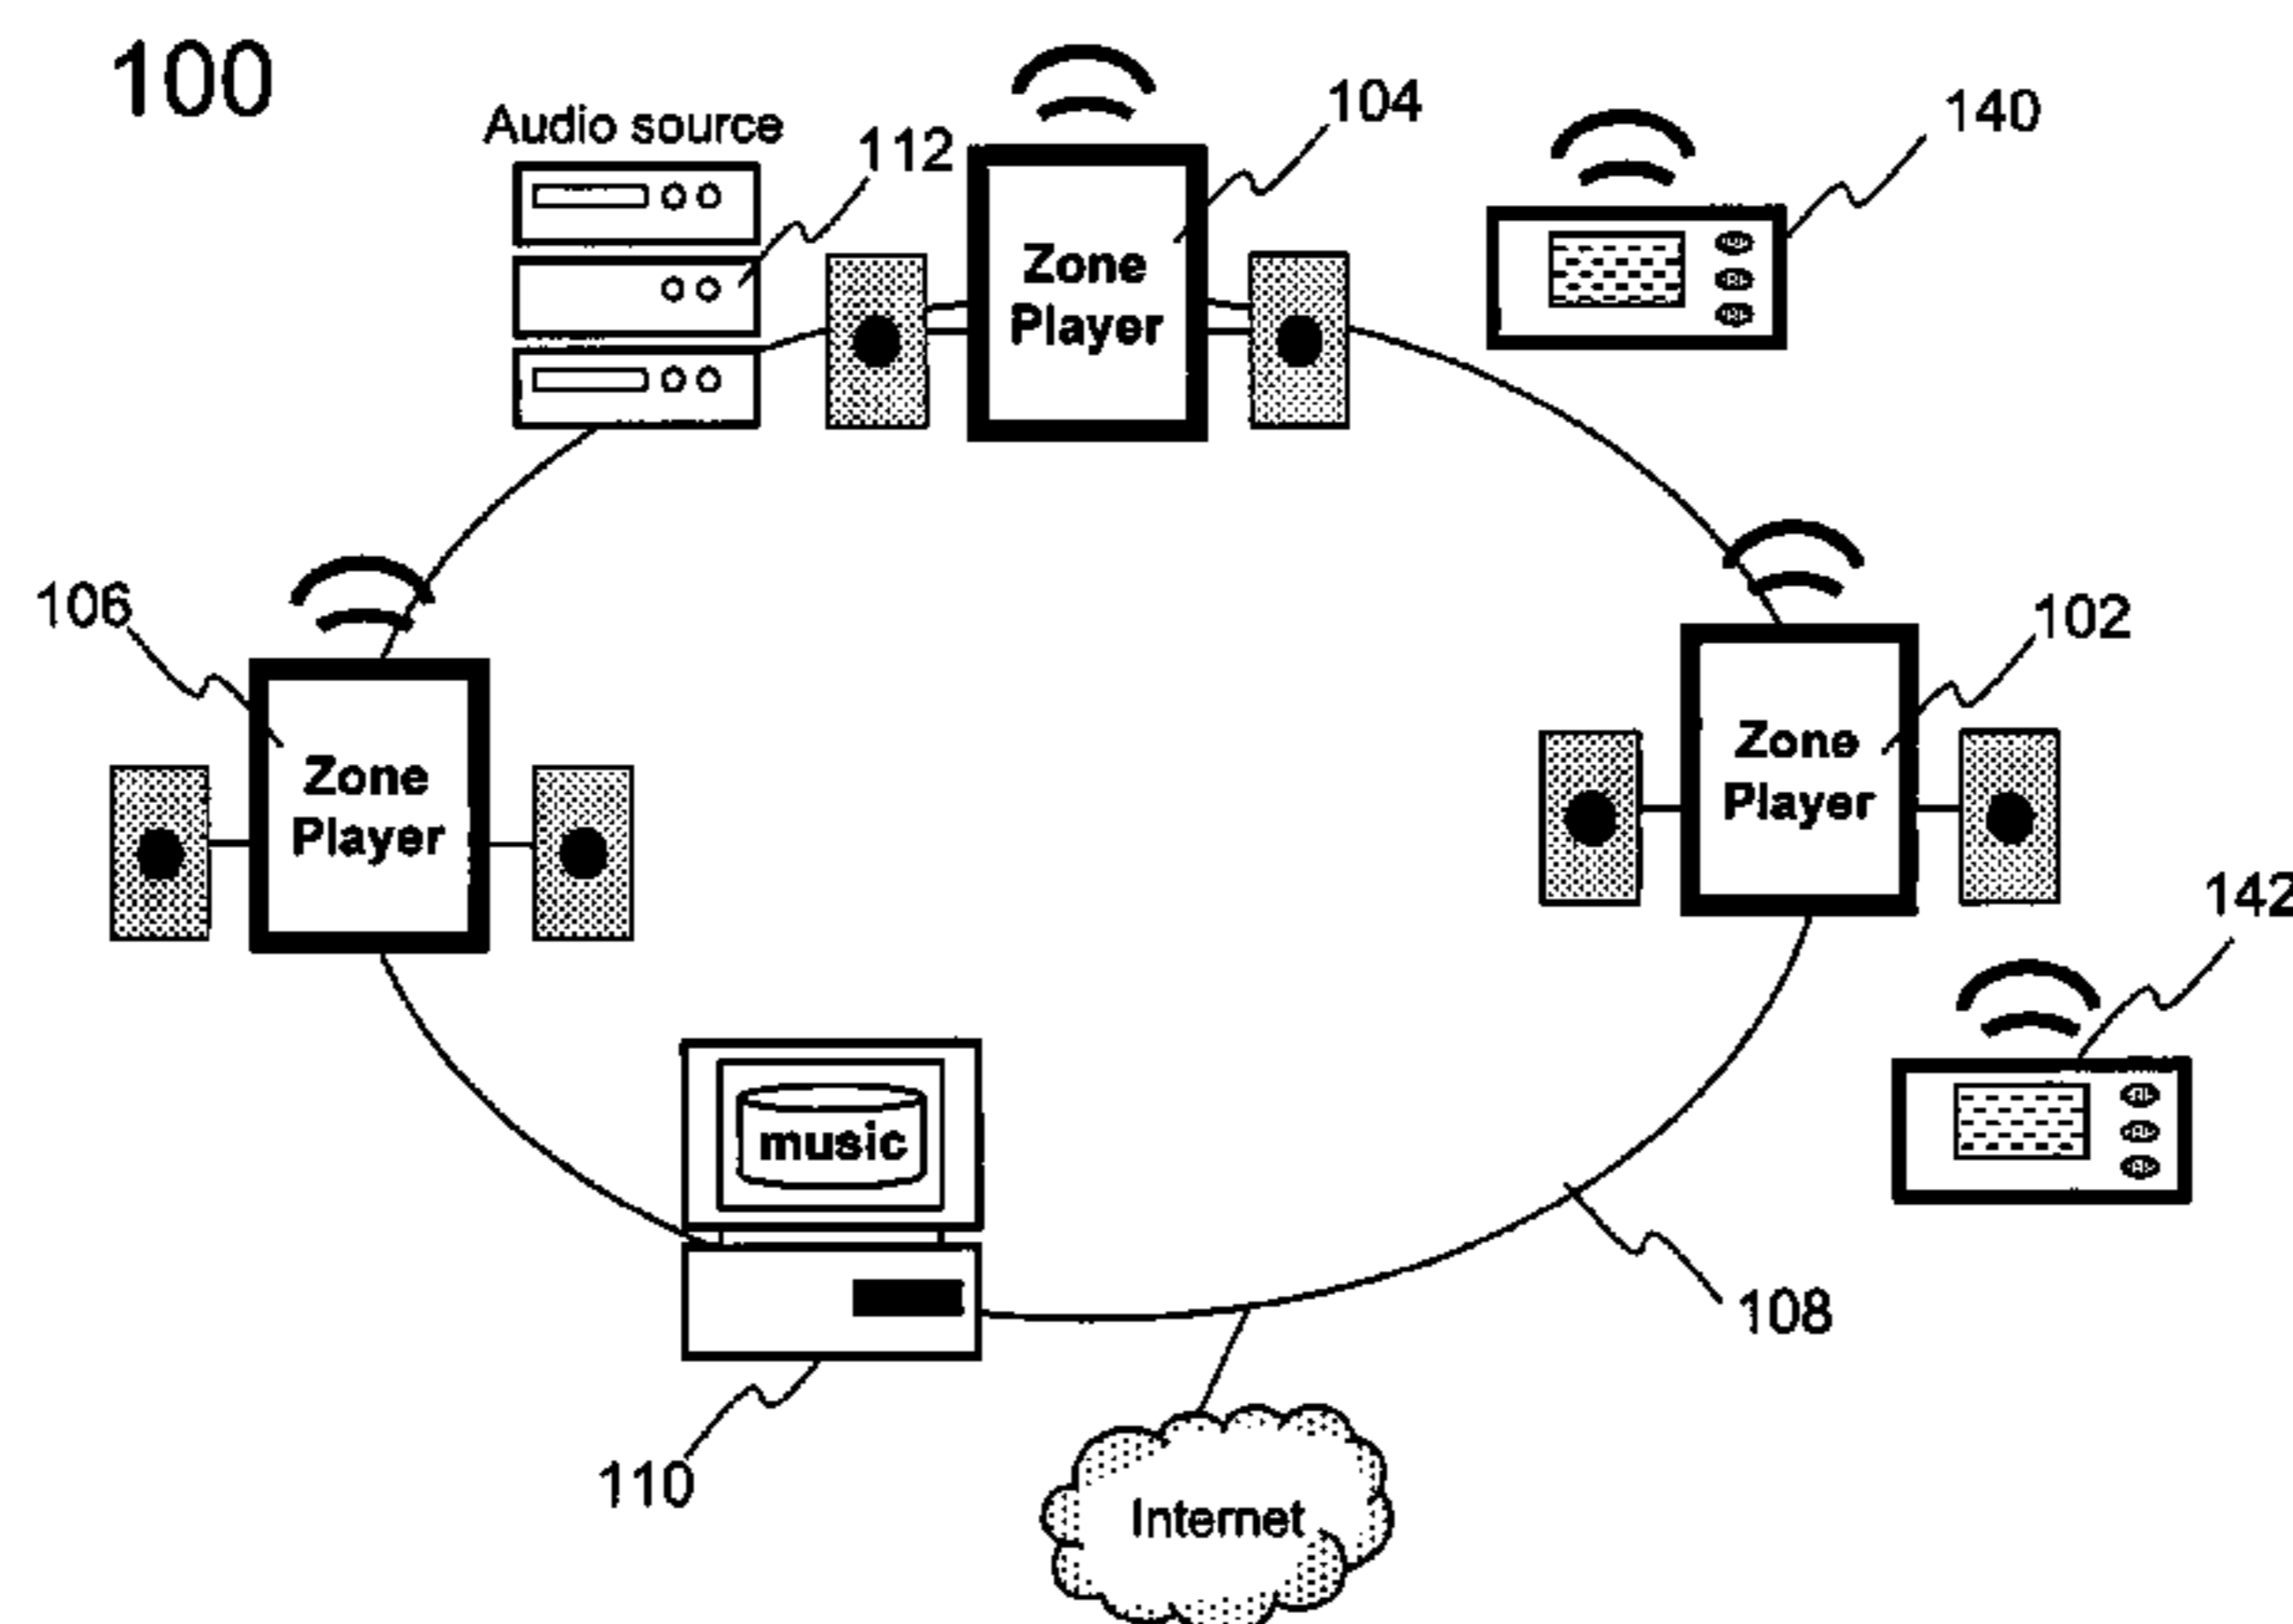 100
Audio source
112
104
140
Zone
Player
106
102
Zone
Player
Zone
Player
142
music
108
110
Internet